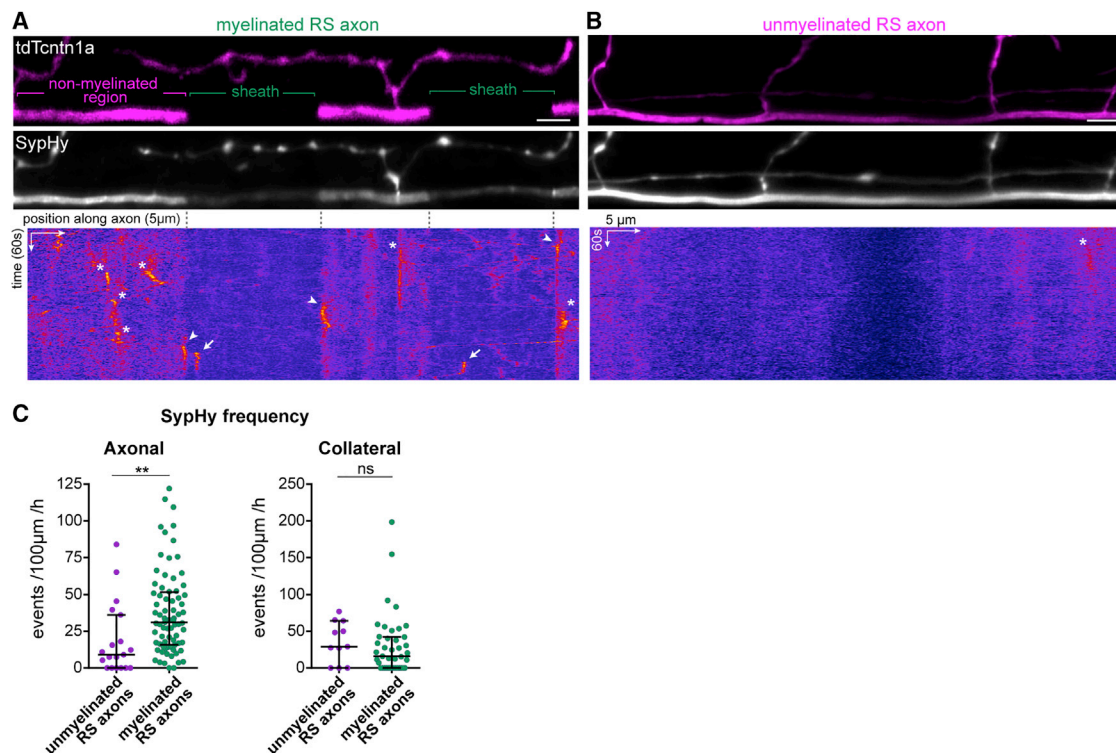 A
myelinated RS axon
tdTcntn1a
non-myelinated
region
sheath
sheath
SypHy
position along axon (5µm)
time (60s)
*
*
*
*
*
*
B
unmyelinated RS axon
5 µm
60s
*
C
SypHy frequency
Axonal
**
events /100µm /h
125
100
75
50
25
0
unmyelinated
RS axons
myelinated
RS axons
Collateral
ns
events /100µm /h
250
200
150
100
50
0
unmyelinated
RS axons
myelinated
RS axons